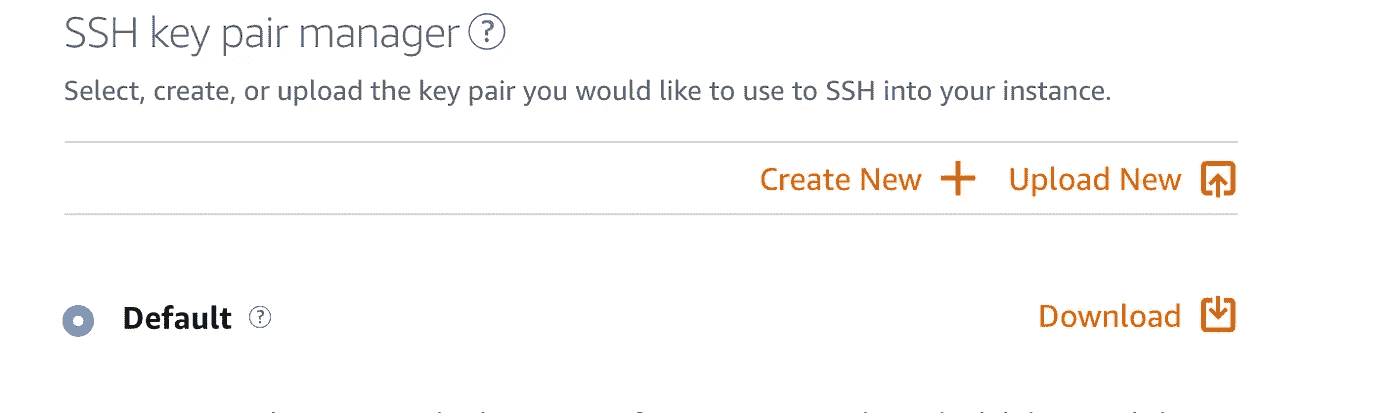 SSH key pair manager ?
Select, create, or upload the key pair you would like to use to SSH into your instance.
Create New Upload New
Default ? Download